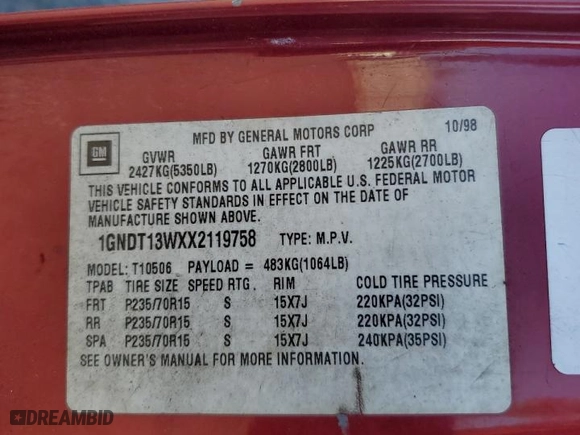 MFD BY GENERAL MOTORS CORP 10/98
GM
GVWR GAWR FRT GAWR RR
2427KG(5350LB) 1270KG(2800LB) 1225KG(2700LB)
THIS VEHICLE CONFORMS TO ALL APPLICABLE U.S. FEDERAL MOTOR
VEHICLE SAFETY STANDARDS IN EFFECT ON THE DATE OF
MANUFACTURE SHOWN ABOVE.
1GNDT13WXX2119758 TYPE: M.P.V.
MODEL: T10506 PAYLOAD = 483KG(1064LB)
TPAB TIRE SIZE SPEED RTG. RIM COLD TIRE PRESSURE
FRT P235/70R15 S 15X7J 220KPA(32PSI)
RR P235/70R15 S 15X7J 220KPA(32PSI)
SPA P235/70R15 S 15X7J 240KPA(35PSI)
SEE OWNER'S MANUAL FOR MORE INFORMATION.
DREAMBID